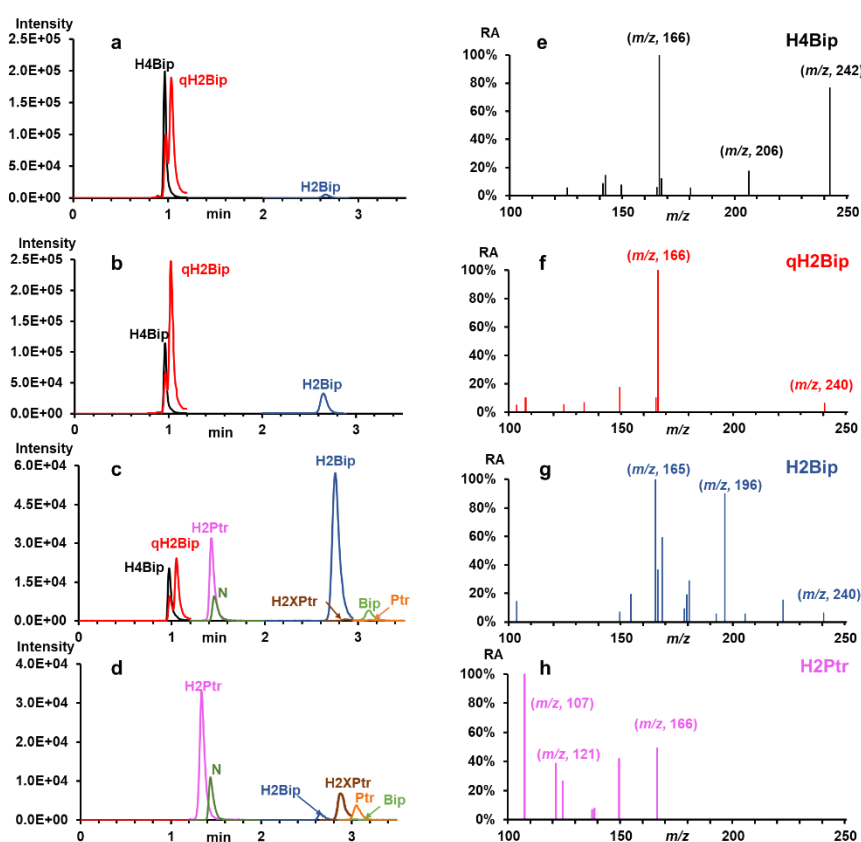 Intensity
2.5E+05
2.0E+05
1.5E+05
1.0E+05
5.0E+04
0.0E+00
a
H4Bip
qH2Bip
H2Bip
0 1 2 3
min
Intensity
2.5E+05
2.0E+05
1.5E+05
1.0E+05
5.0E+04
0.0E+00
b
qH2Bip
H4Bip
H2Bip
0 1 2 3
min
Intensity
6.0E+04
3.0E+04
1.5E+04
0.0E+00
c
H2Bip
H2Ptr
qH2Bip
H4Bip
N
H2XPtr
Bip
Ptr
0 1 2 3
min
Intensity
4.0E+04
3.0E+04
2.0E+04
1.0E+04
0.0E+00
d
H2Ptr
N
H2Bip
H2XPtr
Ptr
Bip
0 1 2 3
min
RA
100%
80%
60%
40%
20%
0%
e
(m/z, 166)
H4Bip
(m/z, 242)
(m/z, 206)
100 150 200 250
m/z
RA
100%
80%
60%
40%
20%
0%
f
(m/z, 166)
qH2Bip
(m/z, 240)
100 150 200 250
m/z
RA
100%
80%
60%
40%
20%
0%
g
(m/z, 165)
H2Bip
(m/z, 196)
(m/z, 240)
100 150 200 250
m/z
RA
100%
80%
60%
40%
20%
0%
h
H2Ptr
(m/z, 107)
(m/z, 166)
(m/z, 121)
100 150 200 250
m/z